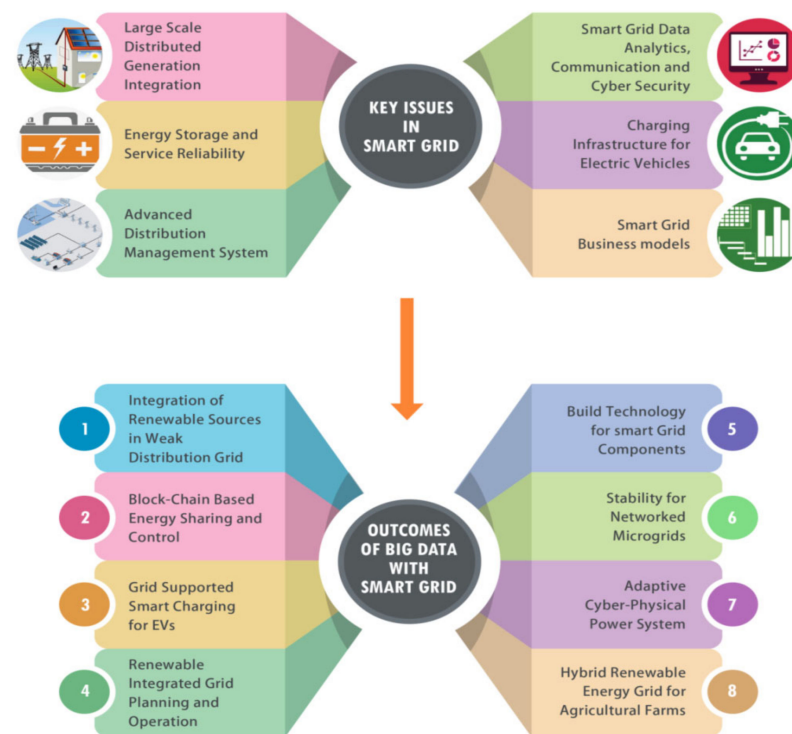 Large Scale
Distributed
Generation
Integration
Energy Storage and
Service Reliability
Advanced
Distribution
Management System
KEY ISSUES
IN
SMART GRID
Smart Grid Data
Analytics,
Communication and
Cyber Security
Charging
Infrastructure for
Electric Vehicles
Smart Grid
Business models
1
Integration of
Renewable Sources
in Weak
Distribution Grid
2
Block-Chain Based
Energy Sharing and
Control
3
Grid Supported
Smart Charging
for EVs
4
Renewable
Integrated Grid
Planning and
Operation
OUTCOMES
OF BIG DATA
WITH
SMART GRID
Build Technology
for smart Grid
Components
5
Stability for
Networked
Microgrids
6
Adaptive
Cyber-Physical
Power System
7
Hybrid Renewable
Energy Grid for
Agricultural Farms
8